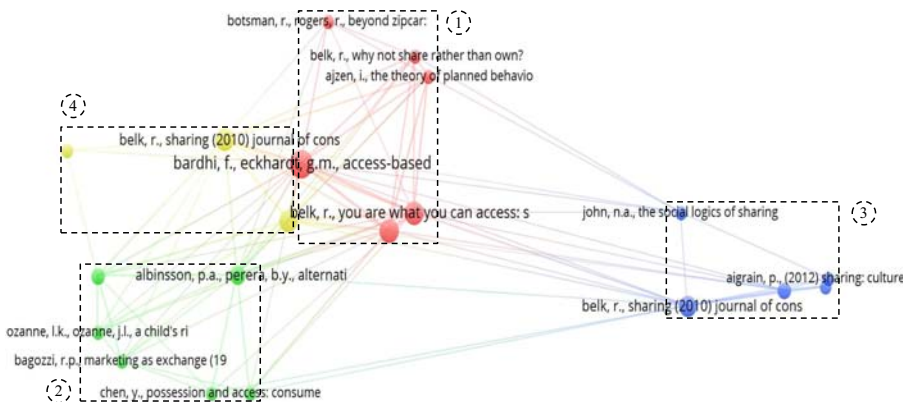 botsman, r., rogers, r., beyond zipcar:
1
belk, r., why not share rather than own?
ajzen, i., the theory of planned behavio
4
belk, r., sharing (2010) journal of cons
bardhi, f., eckhardt, g.m., access-based
belk, r., you are what you can access: s
john, n.a., the social logics of sharing
3
albinsson, p.a., perera, b.y., alternati
aigrain, p., (2012) sharing: culture
belk, r., sharing (2010) journal of cons
ozanne, l.k., ozanne, j.l., a child's ri
bagozzi, r.p., marketing as exchange (19
2
chen, y., possession and access: consume